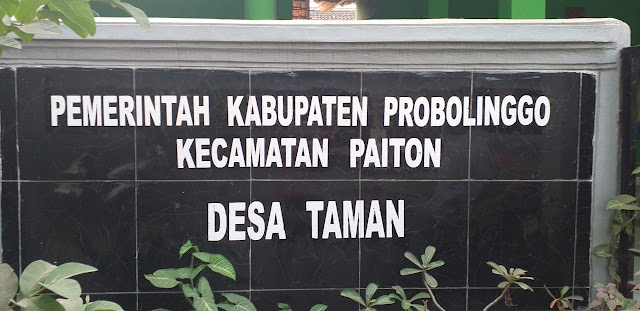 PEMERINTAH KABUPATEN PROBOLINGGO
KECAMATAN PAITON
DESA TAMAN